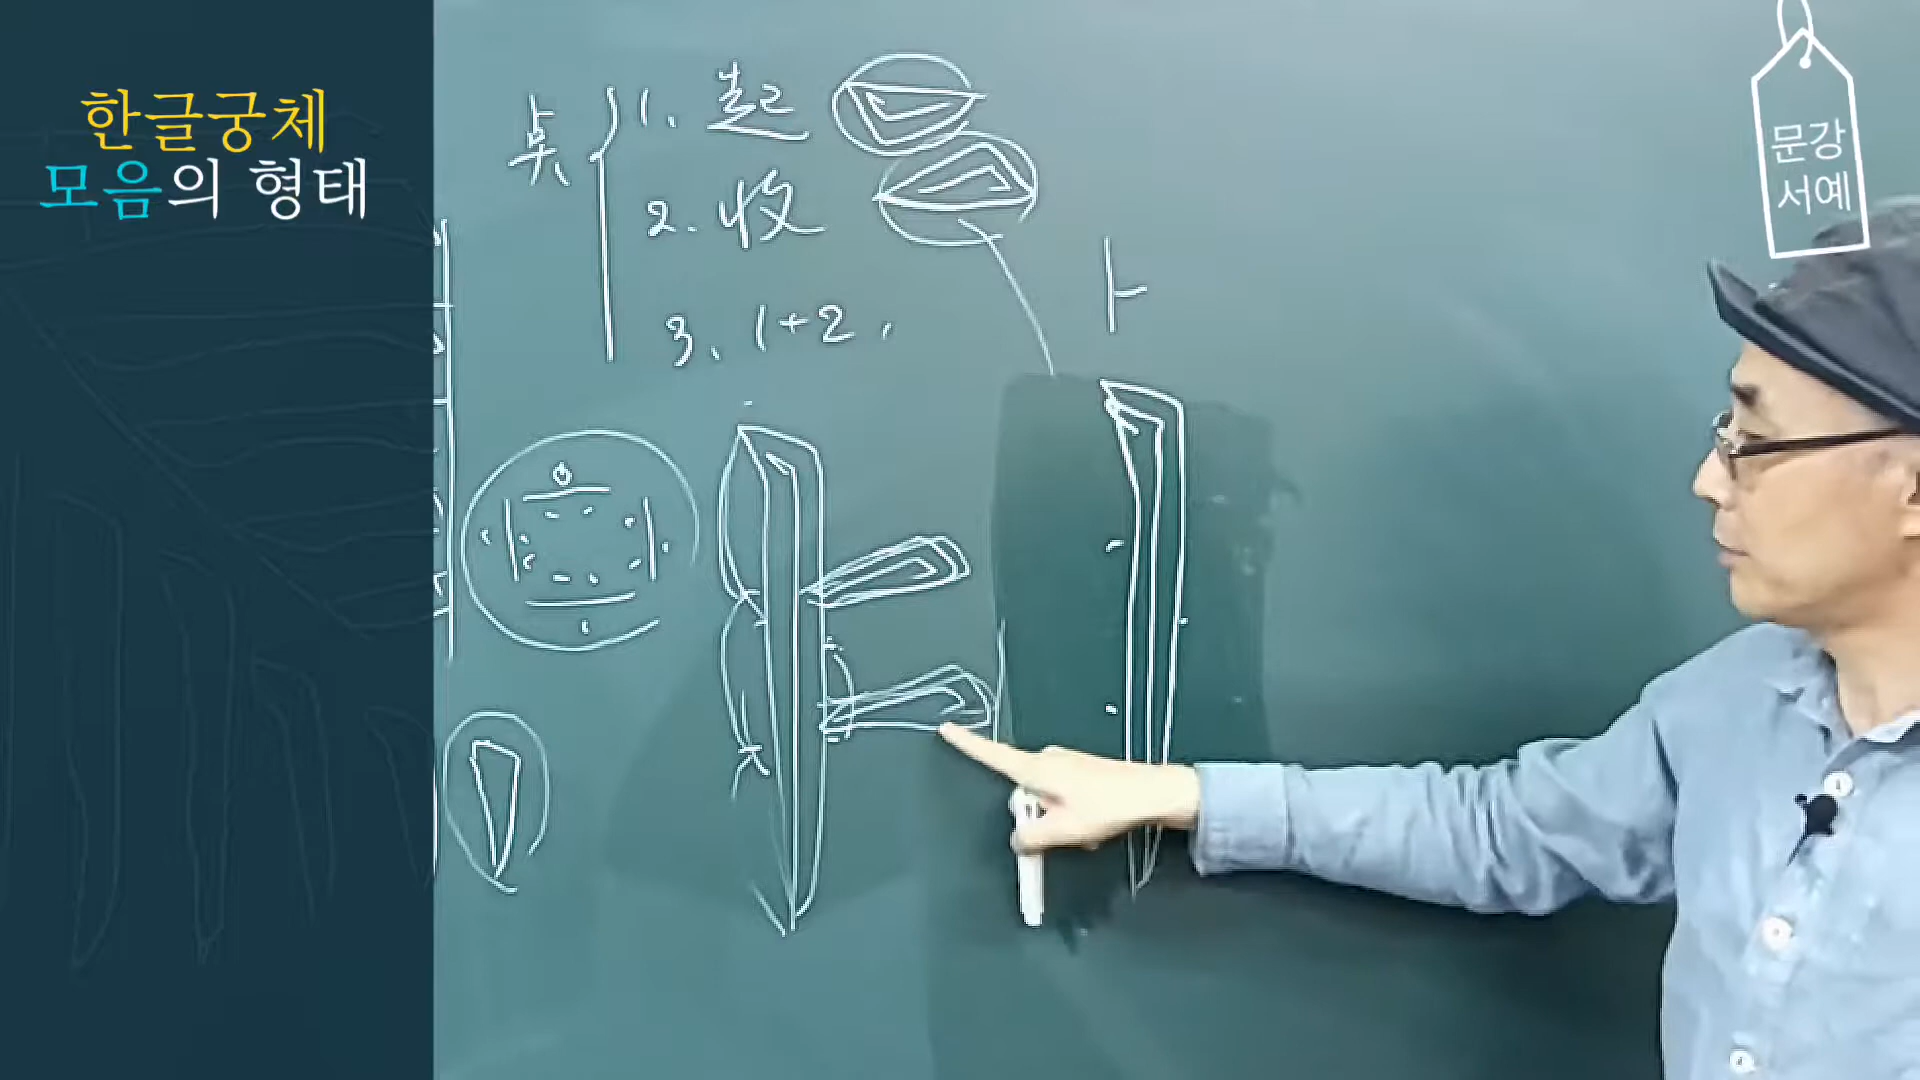 한글궁체
모음의 형태
문강
서예
1. 起
2. 收
3. 1+2,
ㅏ